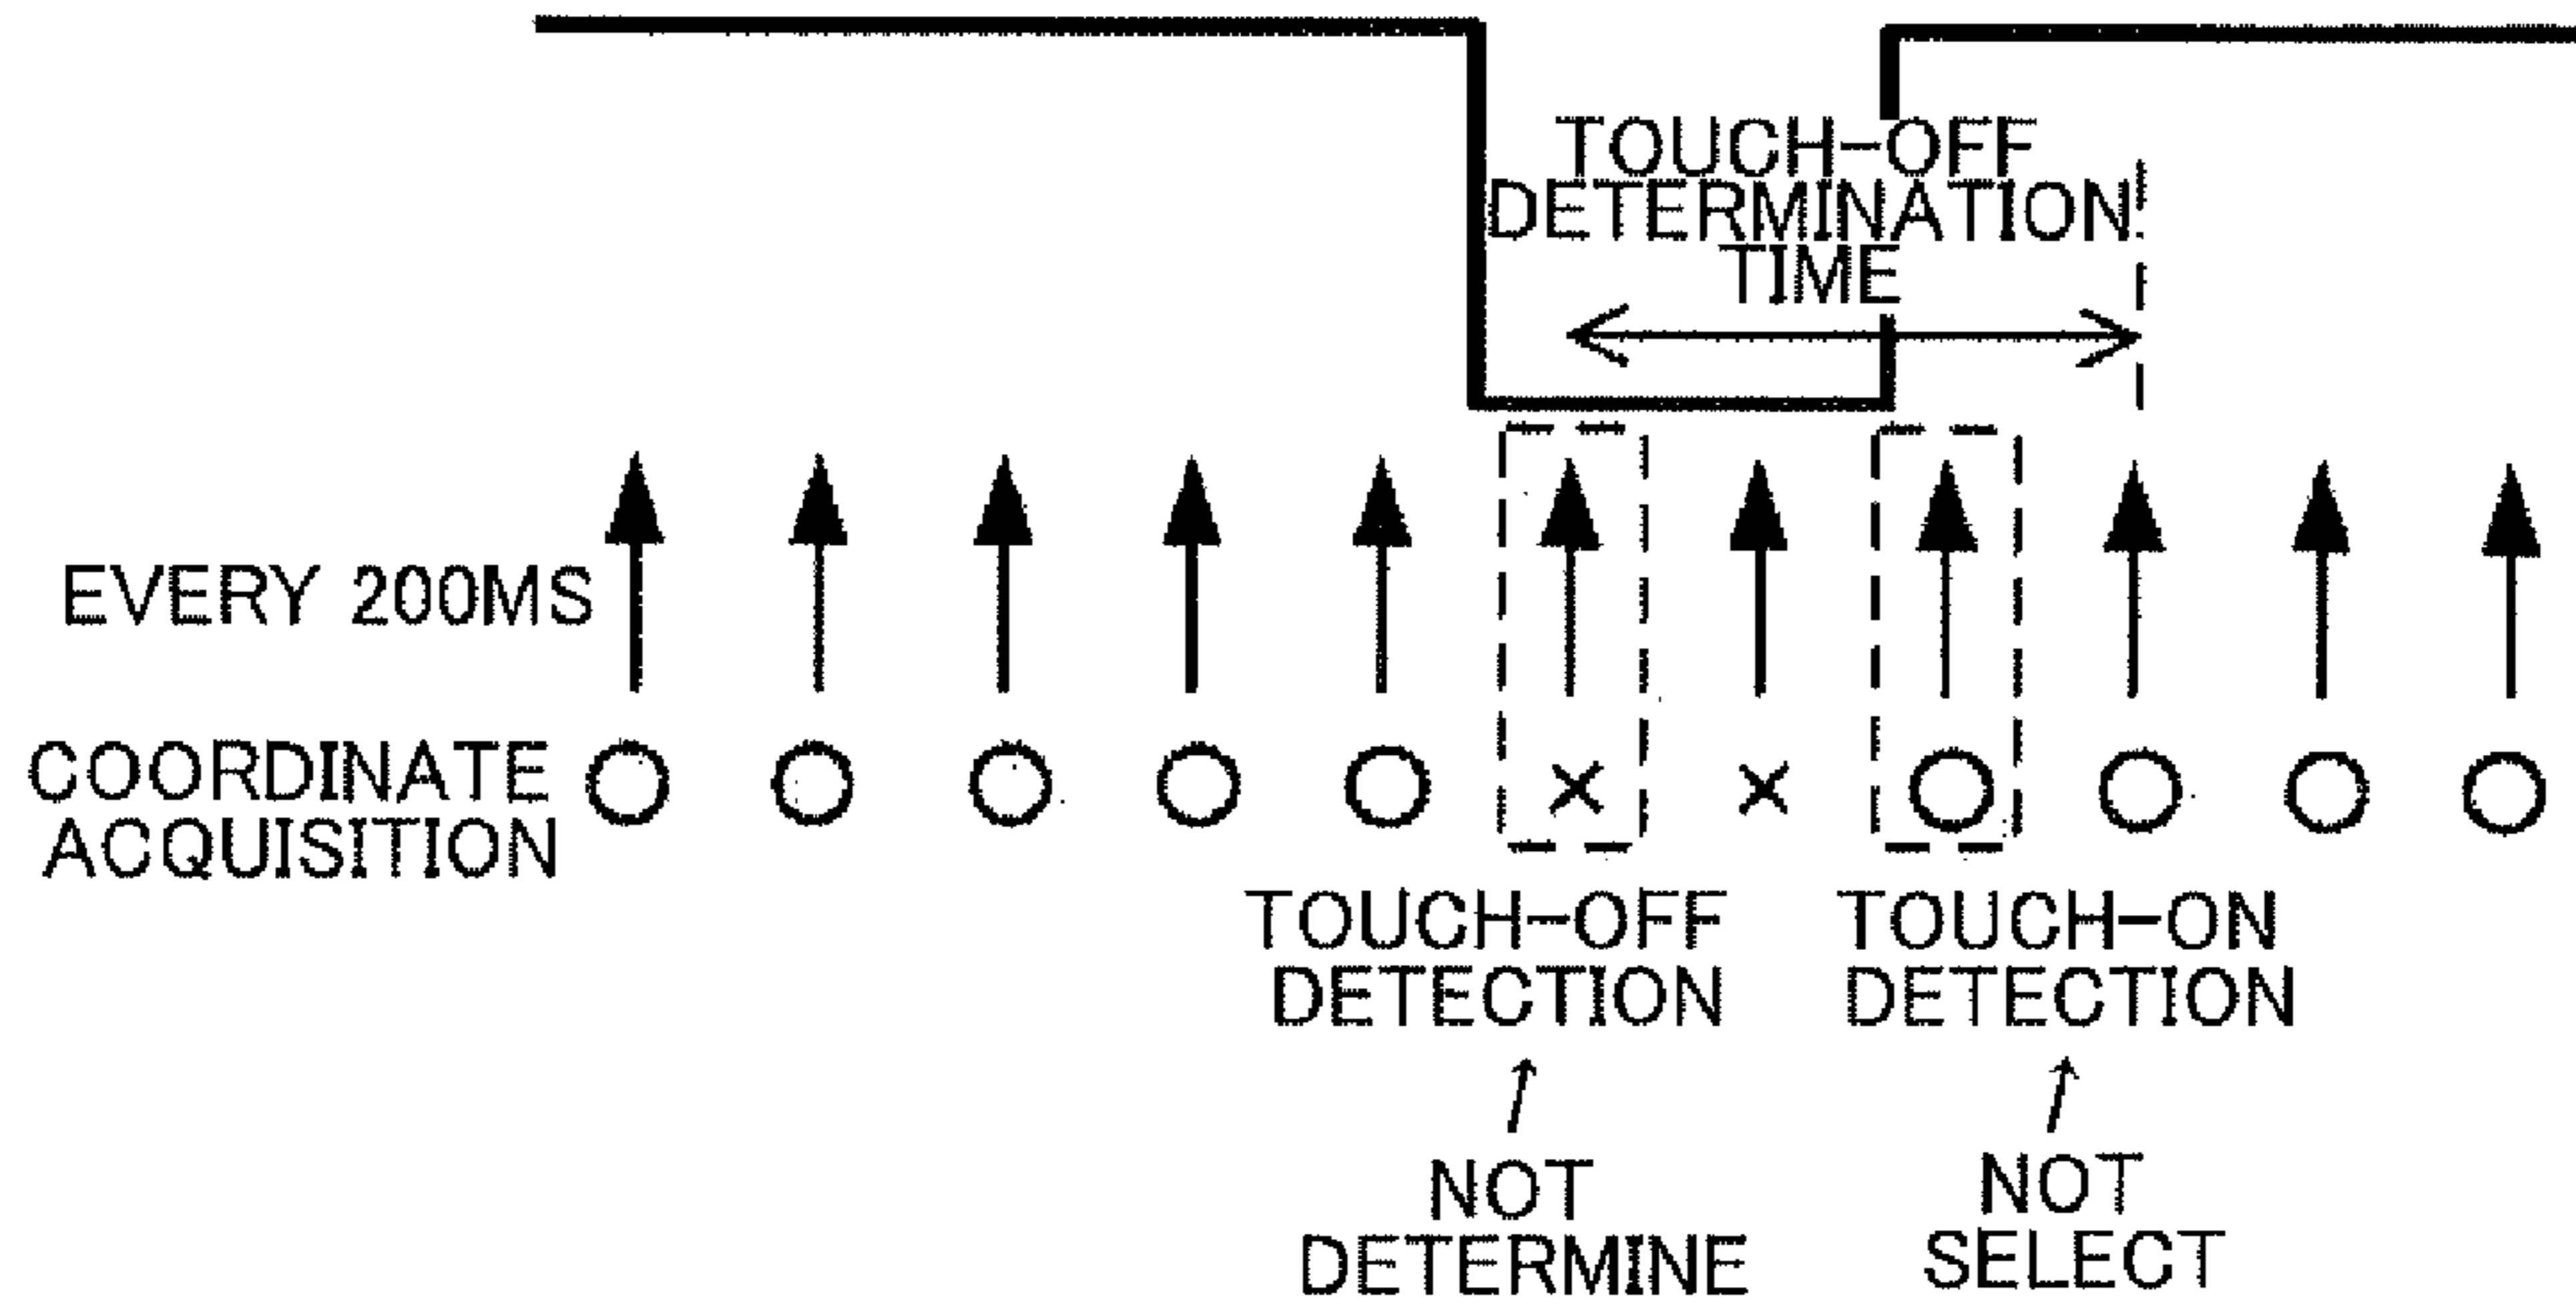 TOUCH-OFF
DETERMINATION
TIME
EVERY 200MS
COORDINATE
ACQUISITION
TOUCH-OFF
DETECTION
TOUCH-ON
DETECTION
NOT
DETERMINE
NOT
SELECT